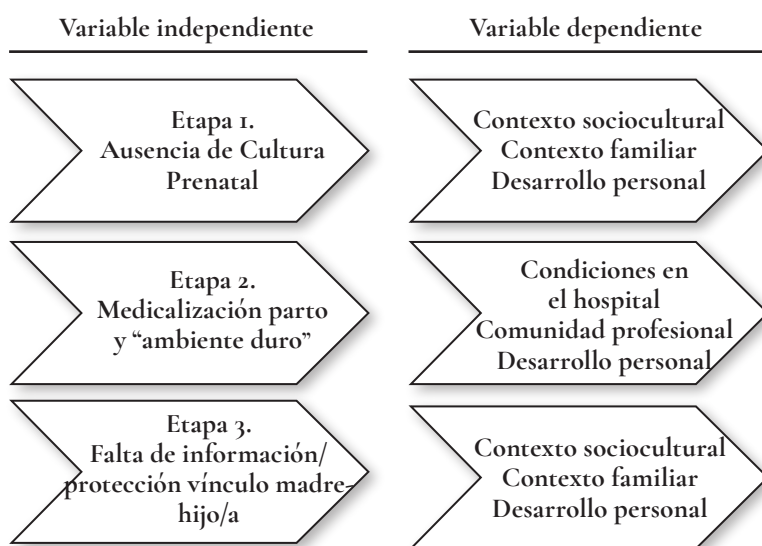 Variable independiente
Variable dependiente
Etapa 1.
Ausencia de Cultura
Prenatal
Contexto sociocultural
Contexto familiar
Desarrollo personal
Etapa 2.
Medicalización parto
y “ambiente duro”
Condiciones en
el hospital
Comunidad profesional
Desarrollo personal
Etapa 3.
Falta de información/
protección vínculo madre-
hijo/a
Contexto sociocultural
Contexto familiar
Desarrollo personal